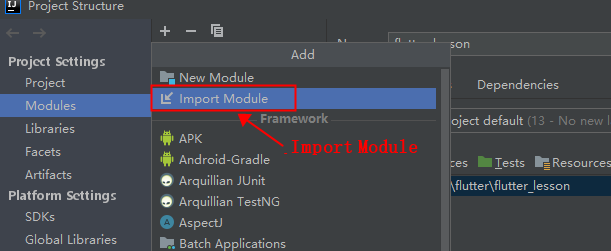 IJ Project Structure
Add
flutter_lesson
Project Settings
Project
Modules
Libraries
Facets
Artifacts
Platform Settings
SDKs
Global Libraries
New Module
Import Module
Framework
APK
Android-Gradle
Arquillian JUnit
Arquillian TestNG
AspectJ
Batch Applications
Import Module
Dependencies
oject default (13 - No new l
rces Tests Resources
\flutter\flutter_lesson